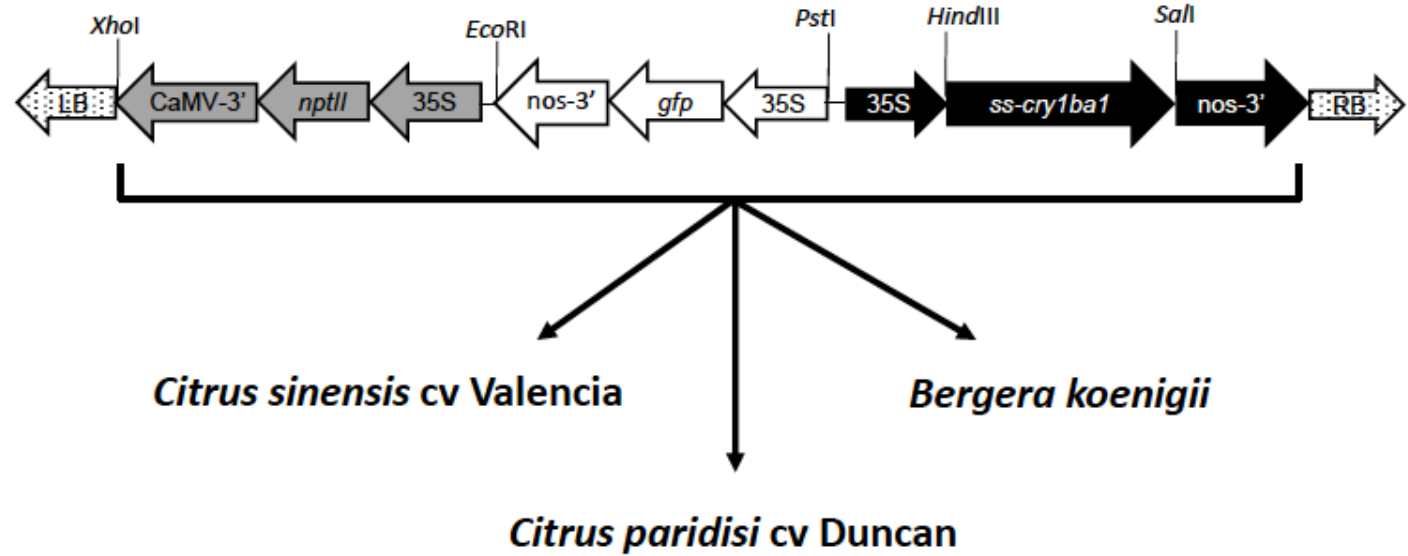 XhoI EcoRI PstI HindIII SalI
LB CaMV-3' nptII 35S nos-3' gfp 35S 35S ss-cry1ba1 nos-3' RB
Citrus sinensis cv Valencia Bergera koenigii
Citrus paridisi cv Duncan